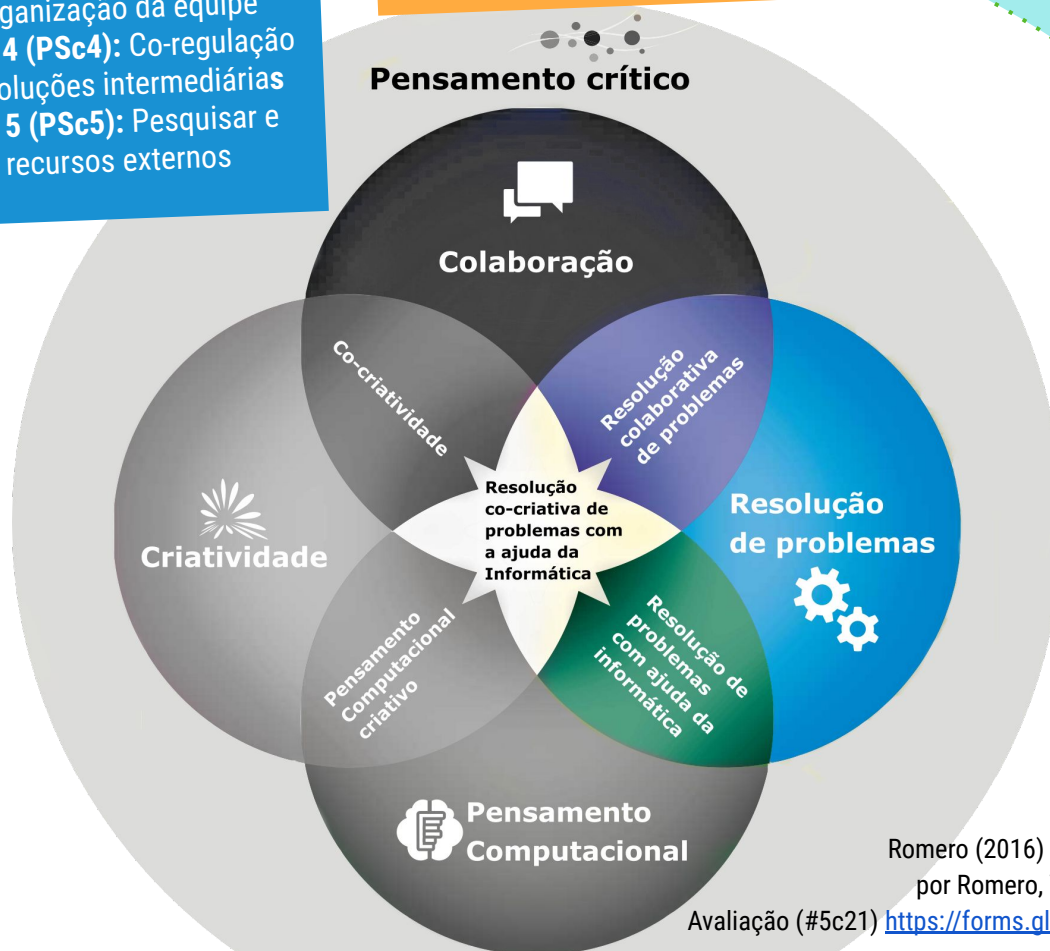 ganização da equipe
4 (PSc4): Co-regulação
oluções intermediárias
5 (PSc5): Pesquisar e
recursos externos
Pensamento crítico
Colaboração
Co-criatividade
Resolução
colaborativa
de problemas
Criatividade
Resolução
co-criativa de
problemas com
a ajuda da
Informática
Resolução
de problemas
Pensamento
Computacional
criativo
Resolução de
problemas
com ajuda da
informática
Pensamento
Computacional
Romero (2016)
por Romero,
Avaliação (#5c21) https://forms.gl